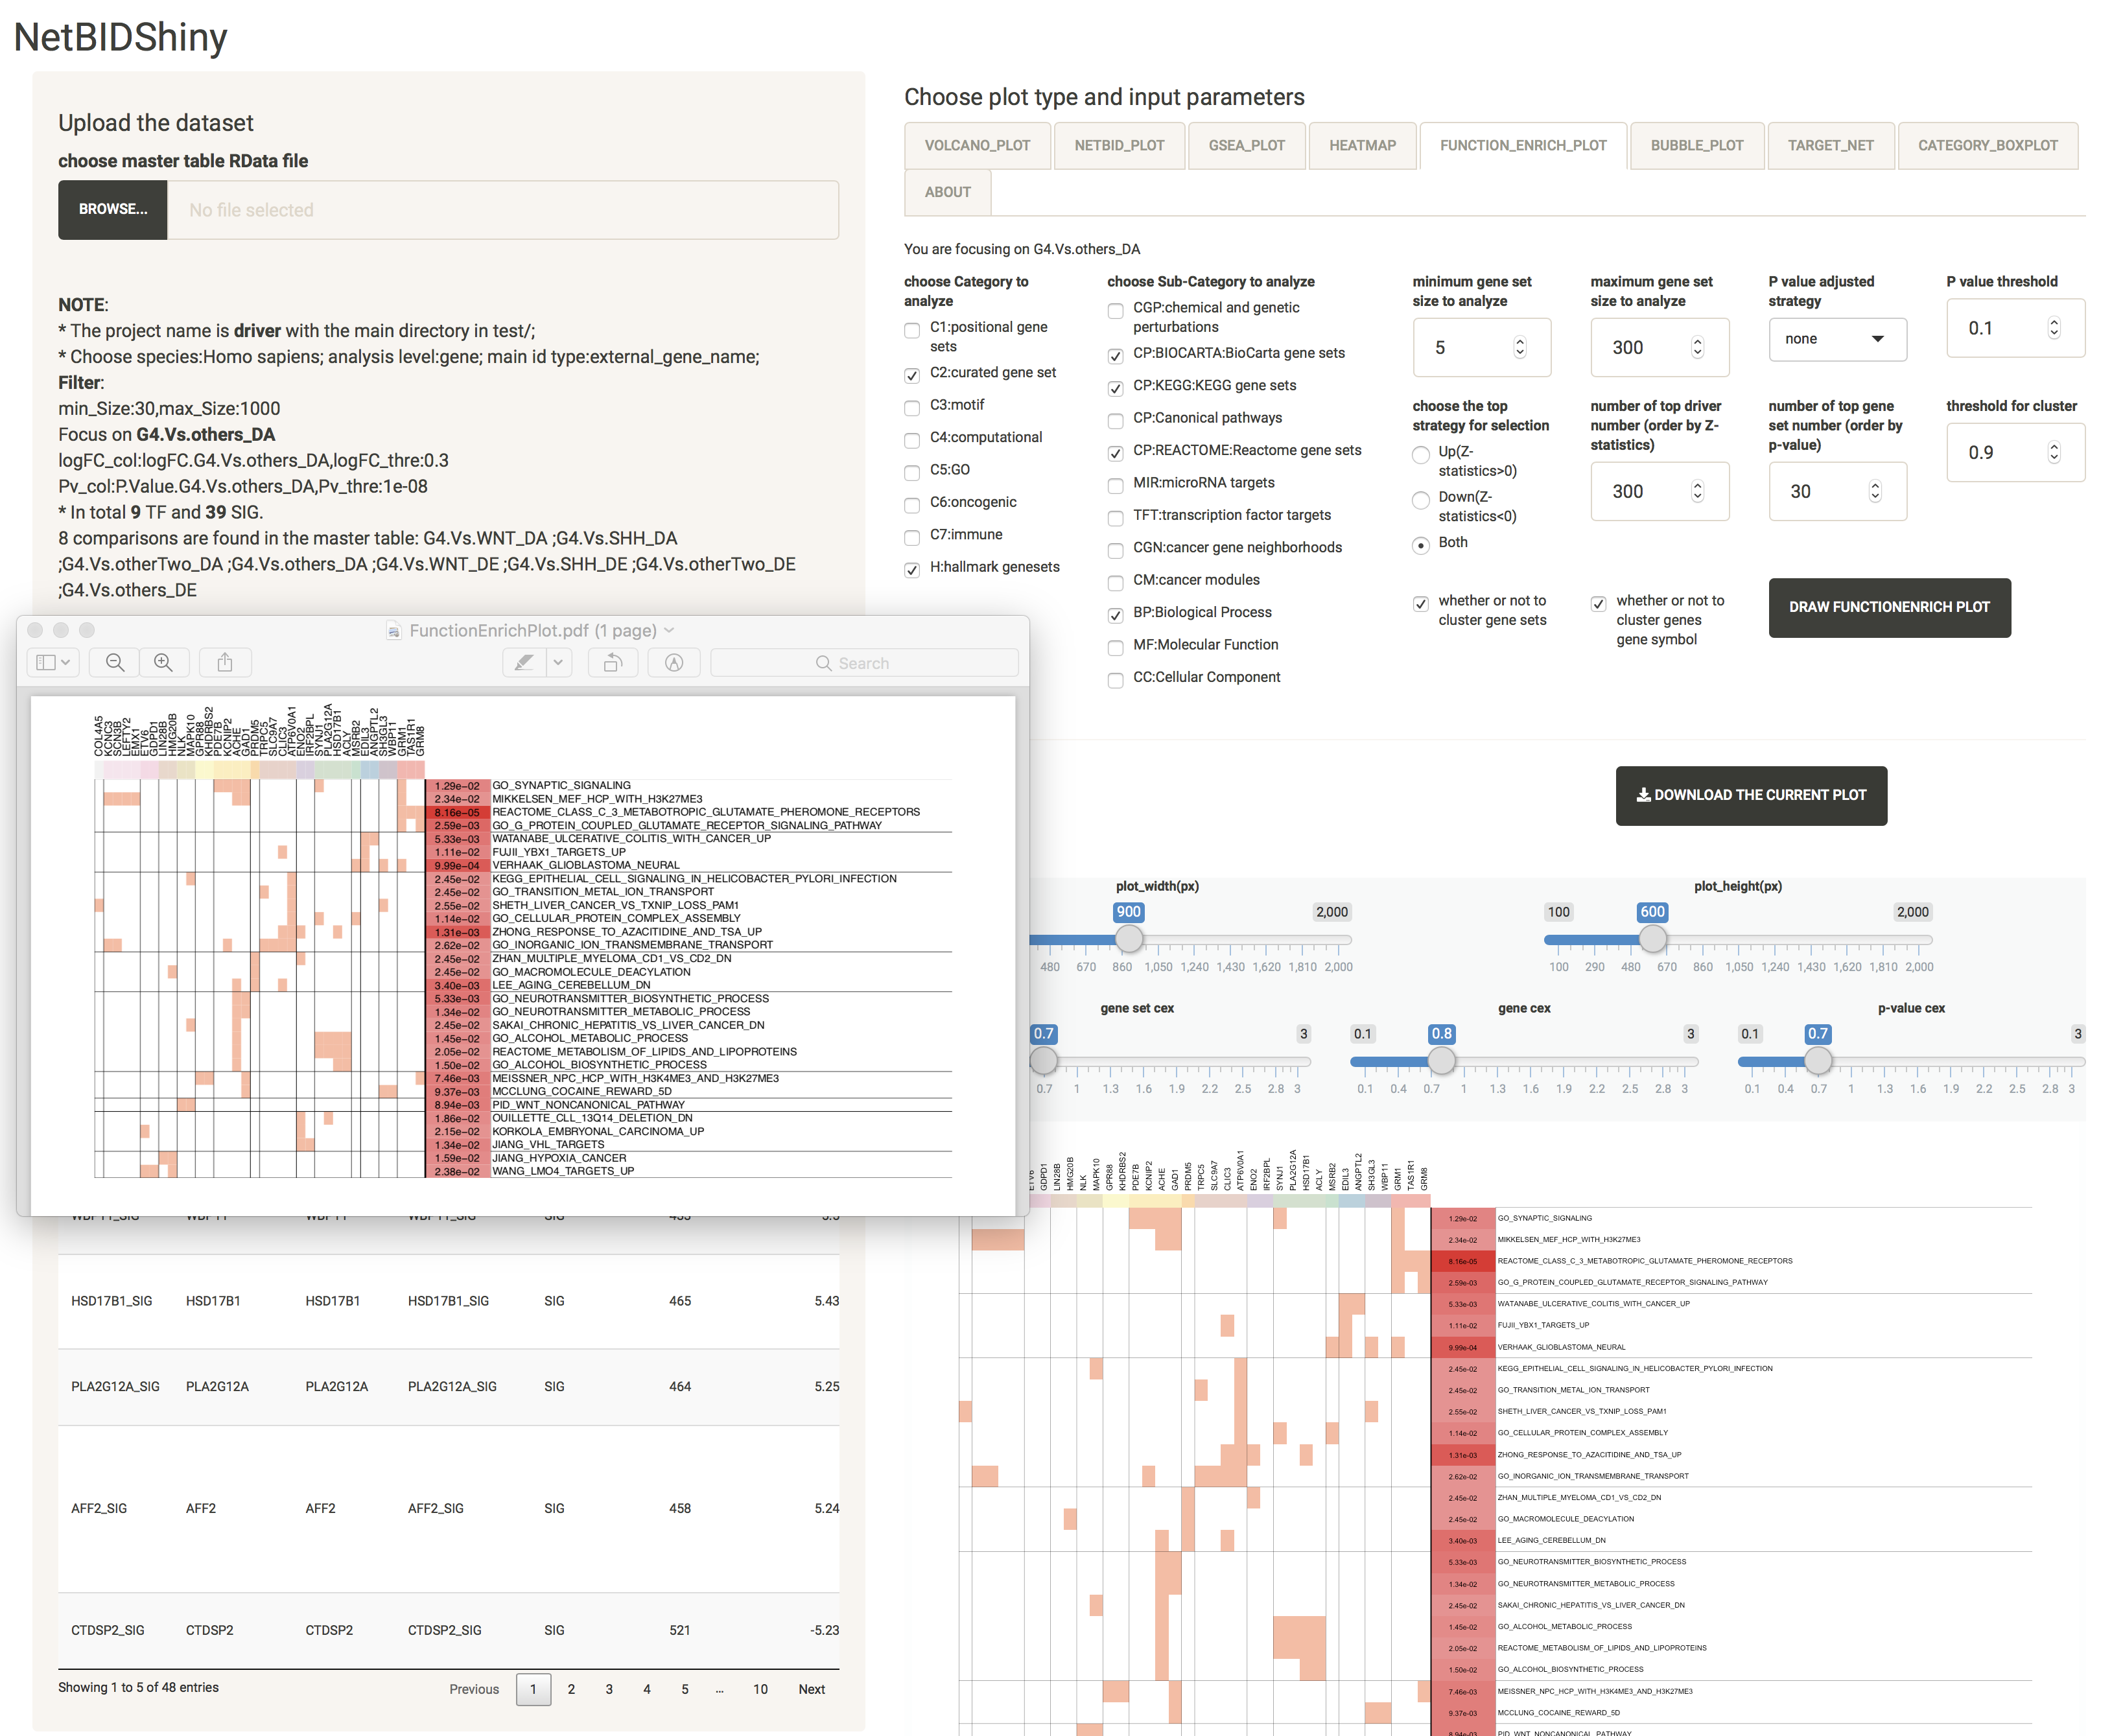 NetBIDShiny
Upload the dataset
choose master table RData file
BROWSE...
No file selected
NOTE:
* The project name is driver with the main directory in test/;
* Choose species:Homo sapiens; analysis level:gene; main id type:external_gene_name;
Filter:
min_Size:30,max_Size:1000
Focus on G4.Vs.others_DA
logFC_col:logFC.G4.Vs.others_DA,logFC_thre:0.3
Pv_col:P.Value.G4.Vs.others_DA,Pv_thre:1e-08
* In total 9 TF and 39 SIG.
8 comparisons are found in the master table: G4.Vs.WNT_DA ;G4.Vs.SHH_DA
;G4.Vs.otherTwo_DA ;G4.Vs.others_DA ;G4.Vs.WNT_DE ;G4.Vs.SHH_DE ;G4.Vs.otherTwo_DE
;G4.Vs.others_DE
Choose plot type and input parameters
VOLCANO_PLOT
NETBID_PLOT
GSEA_PLOT
HEATMAP
FUNCTION_ENRICH_PLOT
BUBBLE_PLOT
TARGET_NET
CATEGORY_BOXPLOT
ABOUT
You are focusing on G4.Vs.others_DA
choose Category to
analyze
C1:positional gene
sets
C2:curated gene set
C3:motif
C4:computational
C5:GO
C6:oncogenic
C7:immune
H:hallmark genesets
choose Sub-Category to analyze
CGP:chemical and genetic
perturbations
CP:BIOCARTA:BioCarta gene sets
CP:KEGG:KEGG gene sets
CP:Canonical pathways
CP:REACTOME:Reactome gene sets
MIR:microRNA targets
TFT:transcription factor targets
CGN:cancer gene neighborhoods
CM:cancer modules
BP:Biological Process
MF:Molecular Function
CC:Cellular Component
minimum gene set
size to analyze
5
maximum gene set
size to analyze
300
P value adjusted
strategy
none
P value threshold
0.1
choose the top
strategy for selection
Up(Z-
statistics>0)
Down(Z-
statistics<0)
Both
number of top driver
number (order by Z-
statistics)
300
number of top gene
set number (order by
p-value)
30
threshold for cluster
0.9
whether or not to
cluster gene sets
whether or not to
cluster genes
gene symbol
DRAW FUNCTIONENRICH PLOT
FunctionEnrichPlot.pdf (1 page)
Search
COL4A5
KCNC3
SCN3B
LEFTY2
EMX1
ETV6
GDPD1
LIN28B
HMG20B
NLK
MAPK10
GPR88
KHDRBS2
PDE7B
KCNIP2
ACHE
GAD1
PRDM5
TRPC5
SLC9A7
CLIC3
ATP6V0A1
ENO2
IRF2BPL
SYNJ1
PLA2G12A
HSD17B1
ACLY
MSRB2
EDIL3
ANGPTL2
SH3GL3
WBP11
GRM1
TAS1R1
GRM8
1.29e-02 GO_SYNAPTIC_SIGNALING
2.34e-02 MIKKELSEN_MEF_HCP_WITH_H3K27ME3
8.16e-05 REACTOME_CLASS_C_3_METABOTROPIC_GLUTAMATE_PHEROMONE_RECEPTORS
2.59e-03 GO_G_PROTEIN_COUPLED_GLUTAMATE_RECEPTOR_SIGNALING_PATHWAY
5.33e-03 WATANABE_ULCERATIVE_COLITIS_WITH_CANCER_UP
1.11e-02 FUJII_YBX1_TARGETS_UP
9.99e-04 VERHAAK_GLIOBLASTOMA_NEURAL
2.45e-02 KEGG_EPITHELIAL_CELL_SIGNALING_IN_HELICOBACTER_PYLORI_INFECTION
2.45e-02 GO_TRANSITION_METAL_ION_TRANSPORT
2.55e-02 SHETH_LIVER_CANCER_VS_TXNIP_LOSS_PAM1
1.14e-02 GO_CELLULAR_PROTEIN_COMPLEX_ASSEMBLY
1.31e-03 ZHONG_RESPONSE_TO_AZACITIDINE_AND_TSA_UP
2.62e-02 GO_INORGANIC_ION_TRANSMEMBRANE_TRANSPORT
2.45e-02 ZHAN_MULTIPLE_MYELOMA_CD1_VS_CD2_DN
2.45e-02 GO_MACROMOLECULE_DEACYLATION
3.40e-03 LEE_AGING_CEREBELLUM_DN
5.33e-03 GO_NEUROTRANSMITTER_BIOSYNTHETIC_PROCESS
1.34e-02 GO_NEUROTRANSMITTER_METABOLIC_PROCESS
2.45e-02 SAKAI_CHRONIC_HEPATITIS_VS_LIVER_CANCER_DN
1.45e-02 GO_ALCOHOL_METABOLIC_PROCESS
2.05e-02 REACTOME_METABOLISM_OF_LIPIDS_AND_LIPOPROTEINS
1.50e-02 GO_ALCOHOL_BIOSYNTHETIC_PROCESS
7.46e-03 MEISSNER_NPC_HCP_WITH_H3K4ME3_AND_H3K27ME3
9.37e-03 MCCLUNG_COCAINE_REWARD_5D
8.94e-03 PID_WNT_NONCANONICAL_PATHWAY
1.86e-02 OUILLETTE_CLL_13Q14_DELETION_DN
2.15e-02 KORKOLA_EMBRYONAL_CARCINOMA_UP
1.34e-02 JIANG_VHL_TARGETS
1.59e-02 JIANG_HYPOXIA_CANCER
2.38e-02 WANG_LMO4_TARGETS_UP
DOWNLOAD THE CURRENT PLOT
plot_width(px)
900 2,000
480 670 860 1,050 1,240 1,430 1,620 1,810 2,000
plot_height(px)
100 600 2,000
100 290 480 670 860 1,050 1,240 1,430 1,620 1,810 2,000
gene set cex
0.7 3
0.7 1 1.3 1.6 1.9 2.2 2.5 2.8 3
gene cex
0.1 0.8 3
0.1 0.4 0.7 1 1.3 1.6 1.9 2.2 2.5 2.8 3
p-value cex
0.1 0.7 3
0.1 0.4 0.7 1 1.3 1.6 1.9 2.2 2.5 2.8 3
WBP11_SIG WBP11 WBP11 WBP11_SIG SIG 455 5.5
HSD17B1_SIG HSD17B1 HSD17B1 HSD17B1_SIG SIG 465 5.43
PLA2G12A_SIG PLA2G12A PLA2G12A PLA2G12A_SIG SIG 464 5.25
AFF2_SIG AFF2 AFF2 AFF2_SIG SIG 458 5.24
CTDSP2_SIG CTDSP2 CTDSP2 CTDSP2_SIG SIG 521 -5.23
Showing 1 to 5 of 48 entries
Previous 1 2 3 4 5 ... 10 Next
ETV6
GDPD1
LIN28B
HMG20B
NLK
MAPK10
GPR88
KHDRBS2
PDE7B
KCNIP2
ACHE
GAD1
PRDM5
TRPC5
SLC9A7
CLIC3
ATP6V0A1
ENO2
IRF2BPL
SYNJ1
PLA2G12A
HSD17B1
ACLY
MSRB2
EDIL3
ANGPTL2
SH3GL3
WBP11
GRM1
TAS1R1
GRM8
1.29e-02 GO_SYNAPTIC_SIGNALING
2.34e-02 MIKKELSEN_MEF_HCP_WITH_H3K27ME3
8.16e-05 REACTOME_CLASS_C_3_METABOTROPIC_GLUTAMATE_PHEROMONE_RECEPTORS
2.59e-03 GO_G_PROTEIN_COUPLED_GLUTAMATE_RECEPTOR_SIGNALING_PATHWAY
5.33e-03 WATANABE_ULCERATIVE_COLITIS_WITH_CANCER_UP
1.11e-02 FUJII_YBX1_TARGETS_UP
9.99e-04 VERHAAK_GLIOBLASTOMA_NEURAL
2.45e-02 KEGG_EPITHELIAL_CELL_SIGNALING_IN_HELICOBACTER_PYLORI_INFECTION
2.45e-02 GO_TRANSITION_METAL_ION_TRANSPORT
2.55e-02 SHETH_LIVER_CANCER_VS_TXNIP_LOSS_PAM1
1.14e-02 GO_CELLULAR_PROTEIN_COMPLEX_ASSEMBLY
1.31e-03 ZHONG_RESPONSE_TO_AZACITIDINE_AND_TSA_UP
2.62e-02 GO_INORGANIC_ION_TRANSMEMBRANE_TRANSPORT
2.45e-02 ZHAN_MULTIPLE_MYELOMA_CD1_VS_CD2_DN
2.45e-02 GO_MACROMOLECULE_DEACYLATION
3.40e-03 LEE_AGING_CEREBELLUM_DN
5.33e-03 GO_NEUROTRANSMITTER_BIOSYNTHETIC_PROCESS
1.34e-02 GO_NEUROTRANSMITTER_METABOLIC_PROCESS
2.45e-02 SAKAI_CHRONIC_HEPATITIS_VS_LIVER_CANCER_DN
1.45e-02 GO_ALCOHOL_METABOLIC_PROCESS
2.05e-02 REACTOME_METABOLISM_OF_LIPIDS_AND_LIPOPROTEINS
1.50e-02 GO_ALCOHOL_BIOSYNTHETIC_PROCESS
7.46e-03 MEISSNER_NPC_HCP_WITH_H3K4ME3_AND_H3K27ME3
9.37e-03 MCCLUNG_COCAINE_REWARD_5D
8.94e-03 PID_WNT_NONCANONICAL_PATHWAY